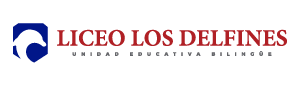 LICEO LOS DELFINES
UNIDAD EDUCATIVA BILINGÜE